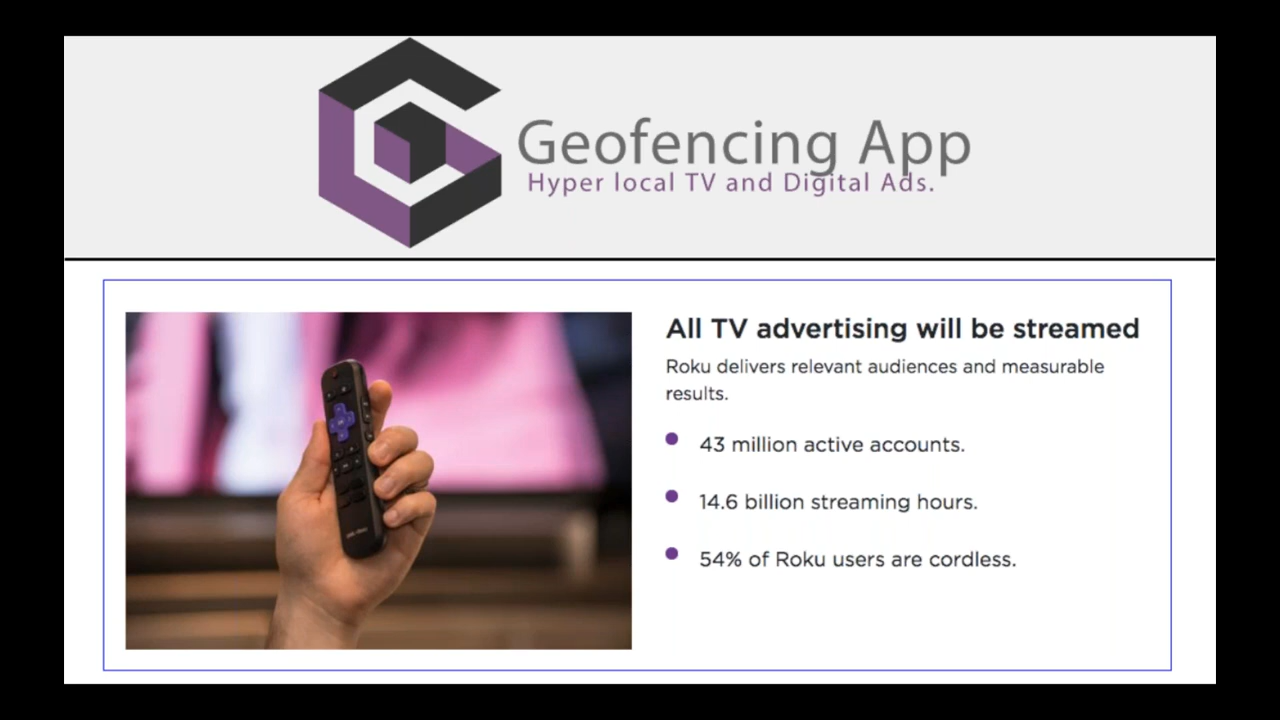 Geofencing App
Hyper local TV and Digital Ads.
All TV advertising will be streamed
Roku delivers relevant audiences and measurable
results.
43 million active accounts.
14.6 billion streaming hours.
54% of Roku users are cordless.